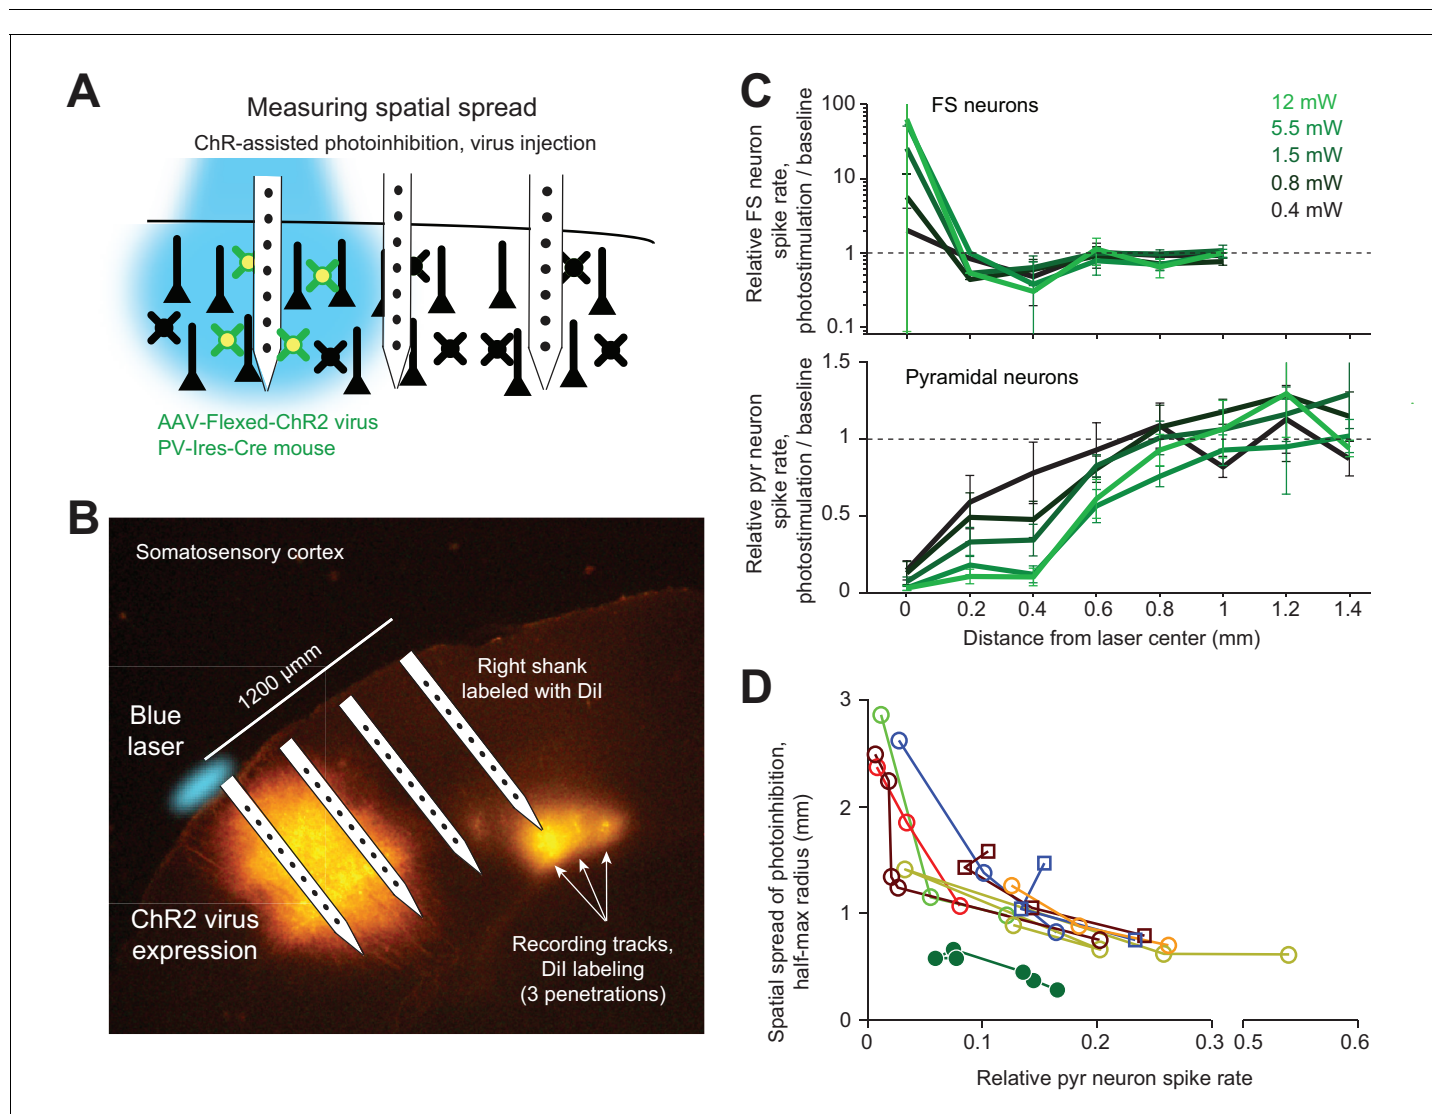 A
Measuring spatial spread
ChR-assisted photoinhibition, virus injection
AAV-Flexed-ChR2 virus
PV-Ires-Cre mouse
B
Somatosensory cortex
1200 µmm
Right shank
labeled with DiI
Blue
laser
ChR2 virus
expression
Recording tracks,
DiI labeling
(3 penetrations)
C
Relative FS neuron
spike rate,
photostimulation / baseline
100
10
1
0.1
FS neurons
12 mW
5.5 mW
1.5 mW
0.8 mW
0.4 mW
Relative pyr neuron
spike rate,
photostimulation / baseline
1.5
1
0.5
0
Pyramidal neurons
0 0.2 0.4 0.6 0.8 1 1.2 1.4
Distance from laser center (mm)
D
Spatial spread of photoinhibition,
half-max radius (mm)
3
2
1
0
0 0.1 0.2 0.3 0.5 0.6
Relative pyr neuron spike rate